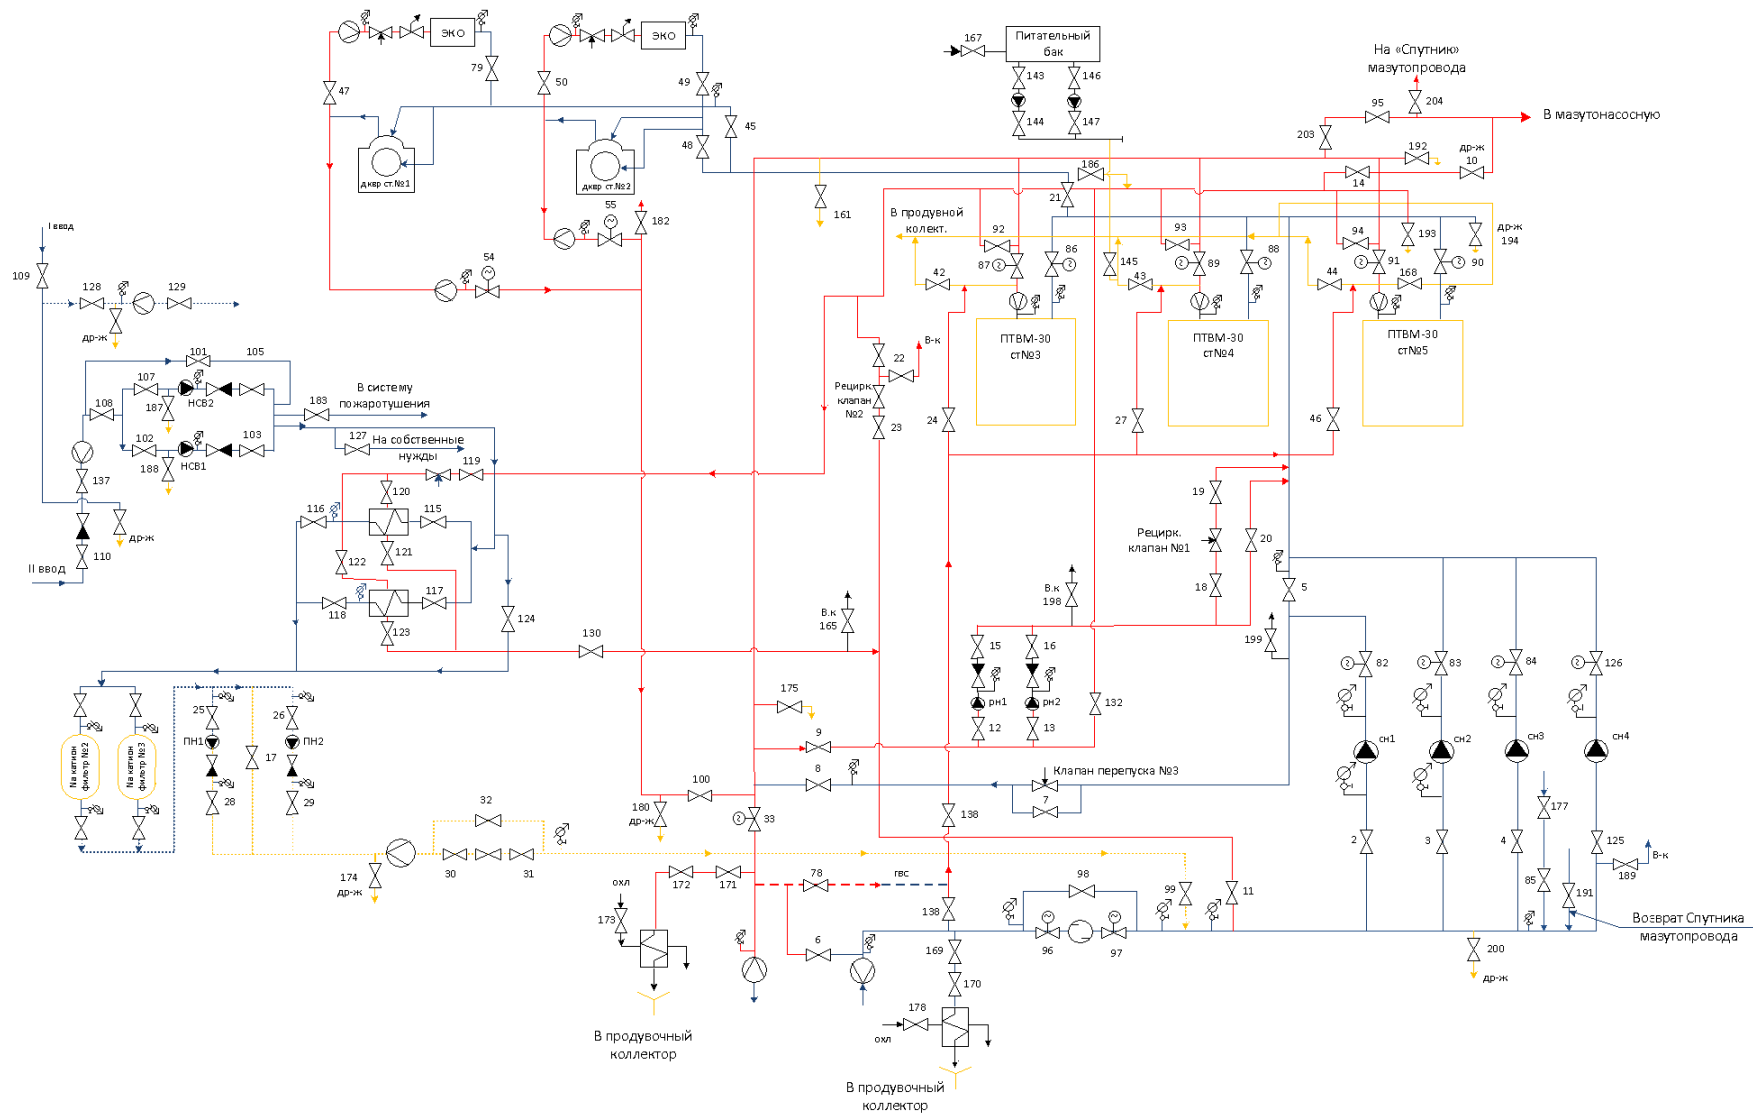 ЭКО
ЭКО
79
47
50
49
45
48
дквр ст.№1
дквр ст.№2
55
182
54
167
Питательный
бак
143
146
144
147
На «Спутник»
мазутопровода
95
204
В мазутонасосную
203
192
др-ж
10
14
186
21
161
В продувной
колект.
92
93
94
193
др-ж
194
86
87
88
89
90
91
145
42
43
44
168
ПТВМ-30
ст№3
ПТВМ-30
ст№4
ПТВМ-30
ст№5
I ввод
109
128
129
др-ж
101
105
107
НСВ2
187
108
102
НСВ1
103
188
В систему
пожаротушения
183
127
На собственные
нужды
137
др-ж
110
II ввод
В-к
22
Рецирк.
клапан
№2
23
24
27
46
119
120
116
115
121
122
117
118
123
124
130
В.к
165
В.к
198
19
Рецирк.
клапан №1
20
18
5
199
15
16
рн1
рн2
12
13
132
175
9
8
Клапан перепуска №3
7
82
83
84
126
сн1
сн2
сн3
сн4
177
2
3
4
125
В-к
189
85
191
Возврат Спутника
мазутопровода
200
др-ж
Na катион
фильтр №2
Na катион
фильтр №3
25
26
ПН1
ПН2
17
28
29
32
30
31
174
др-ж
100
180
др-ж
33
138
172
171
78
гвс
138
98
99
11
охл
173
6
169
96
97
170
178
охл
В продувочный
коллектор
В продувочный
коллектор